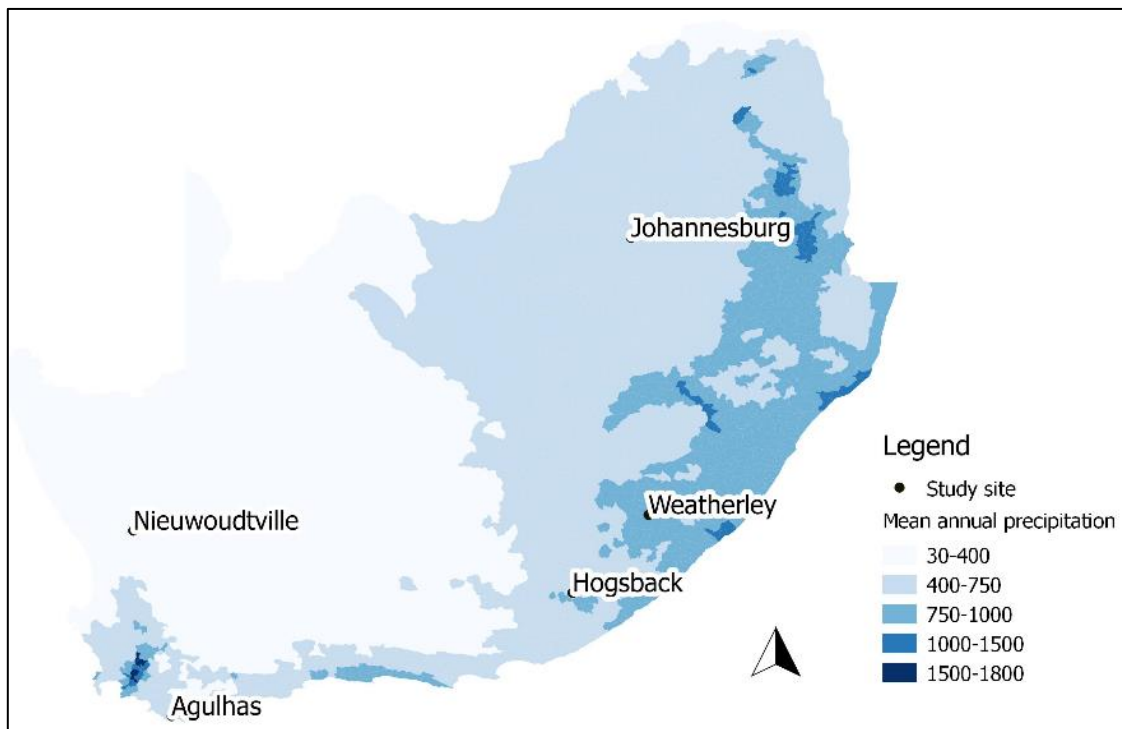 Johannesburg
Legend
Study site
Weatherley
Mean annual precipitation
Nieuwoudtville
30-400
400-750
Hogsback
750-1000
1000-1500
1500-1800
Agulhas